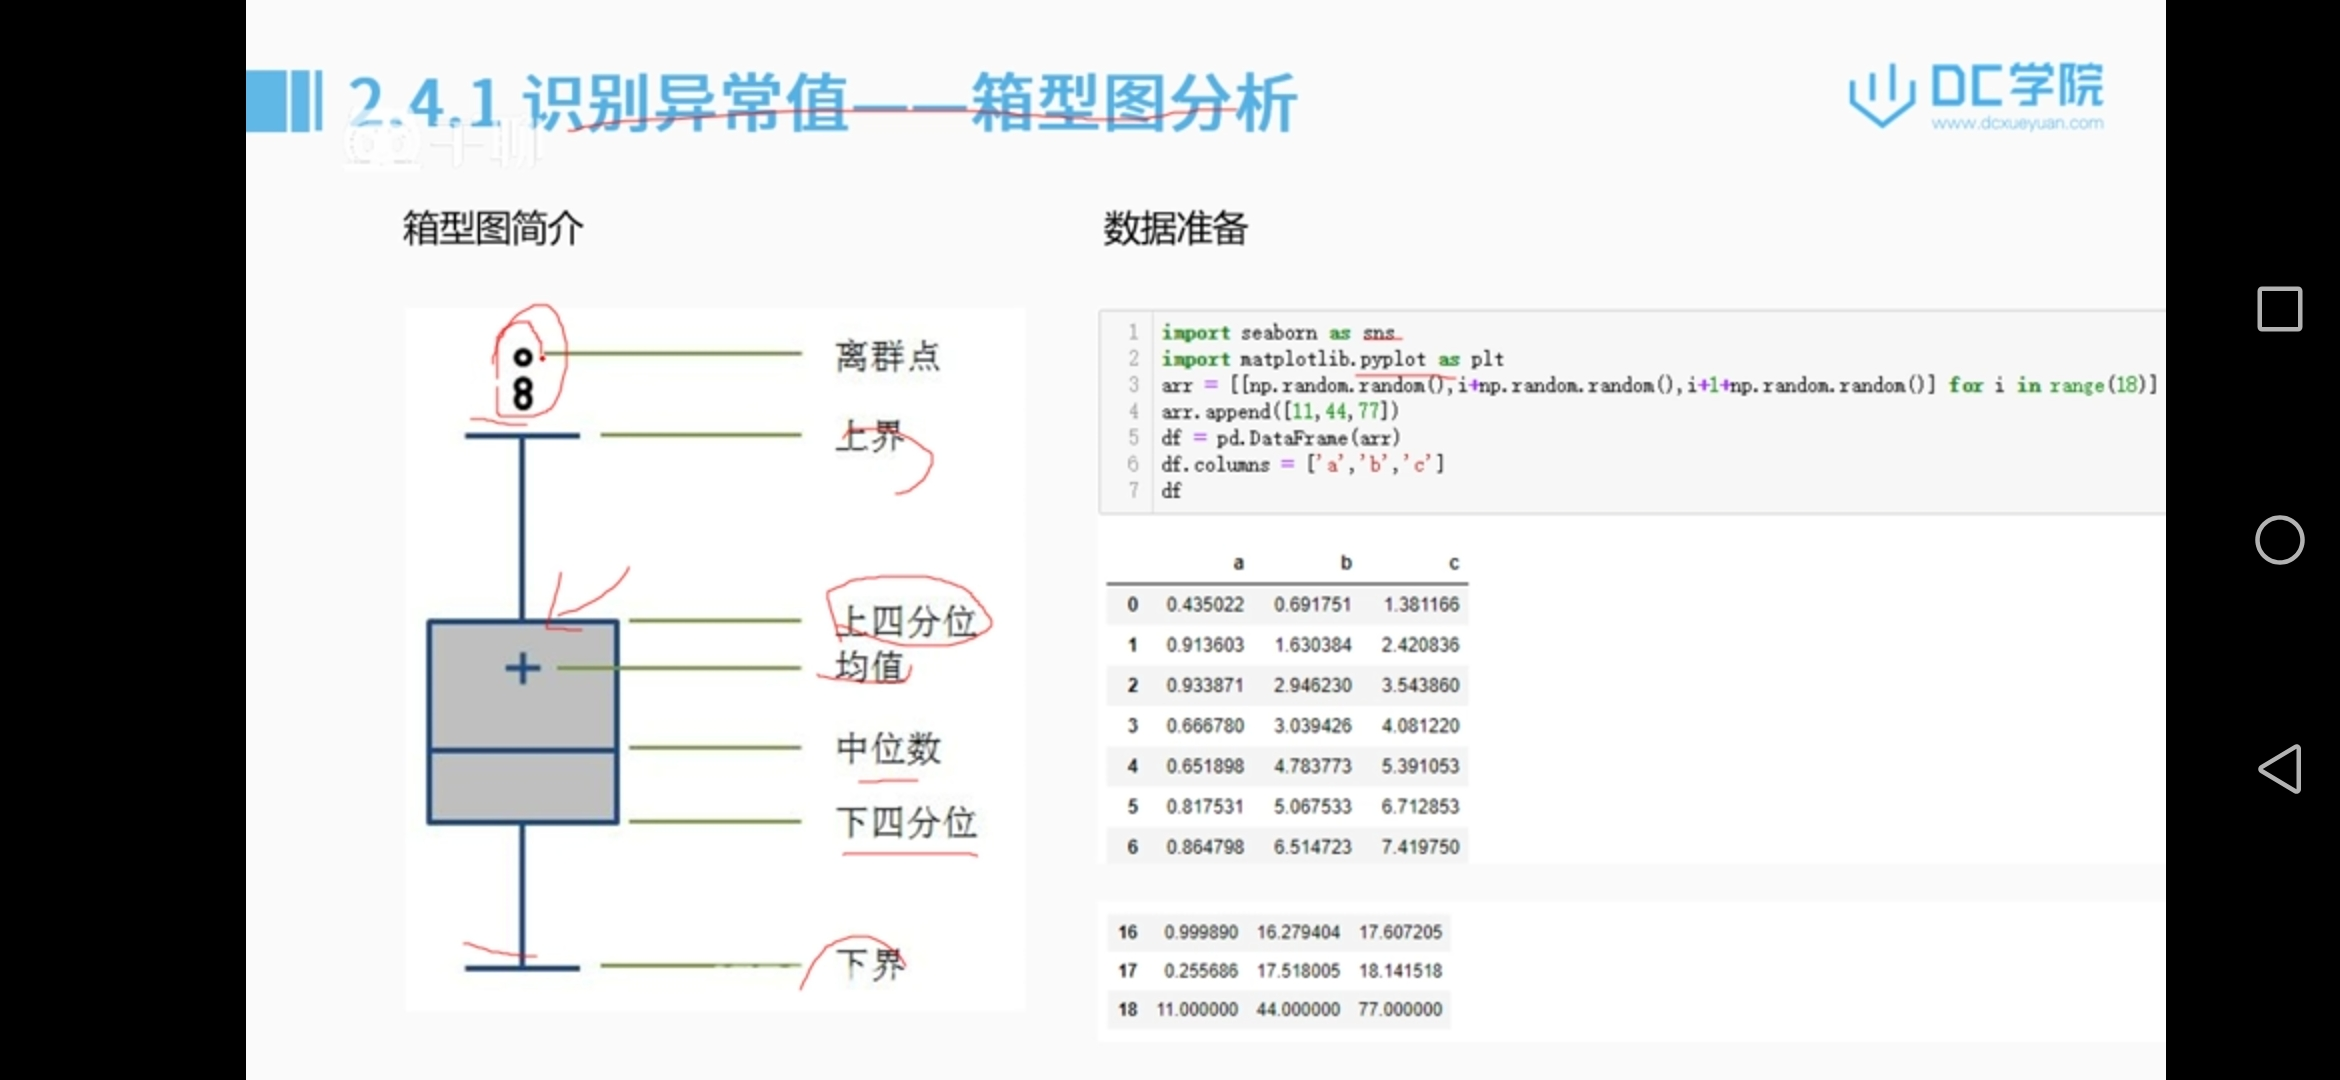 2.4.1 识别异常值——箱型图分析
DC学院
www.dcxueyuan.com
千聊
箱型图简介
离群点
上界
上四分位
均值
中位数
下四分位
下界
数据准备
1 import seaborn as sns
2 import matplotlib.pyplot as plt
3 arr = [[np.random.random(),i+np.random.random(),i+1+np.random.random()] for i in range(18)]
4 arr.append([11,44,77])
5 df = pd.DataFrame(arr)
6 df.columns = ['a','b','c']
7 df
a b c
0 0.435022 0.691751 1.381166
1 0.913603 1.630384 2.420836
2 0.933871 2.946230 3.543860
3 0.666780 3.039426 4.081220
4 0.651898 4.783773 5.391053
5 0.817531 5.067533 6.712853
6 0.864798 6.514723 7.419750
16 0.999890 16.279404 17.607205
17 0.255686 17.518005 18.141518
18 11.000000 44.000000 77.000000